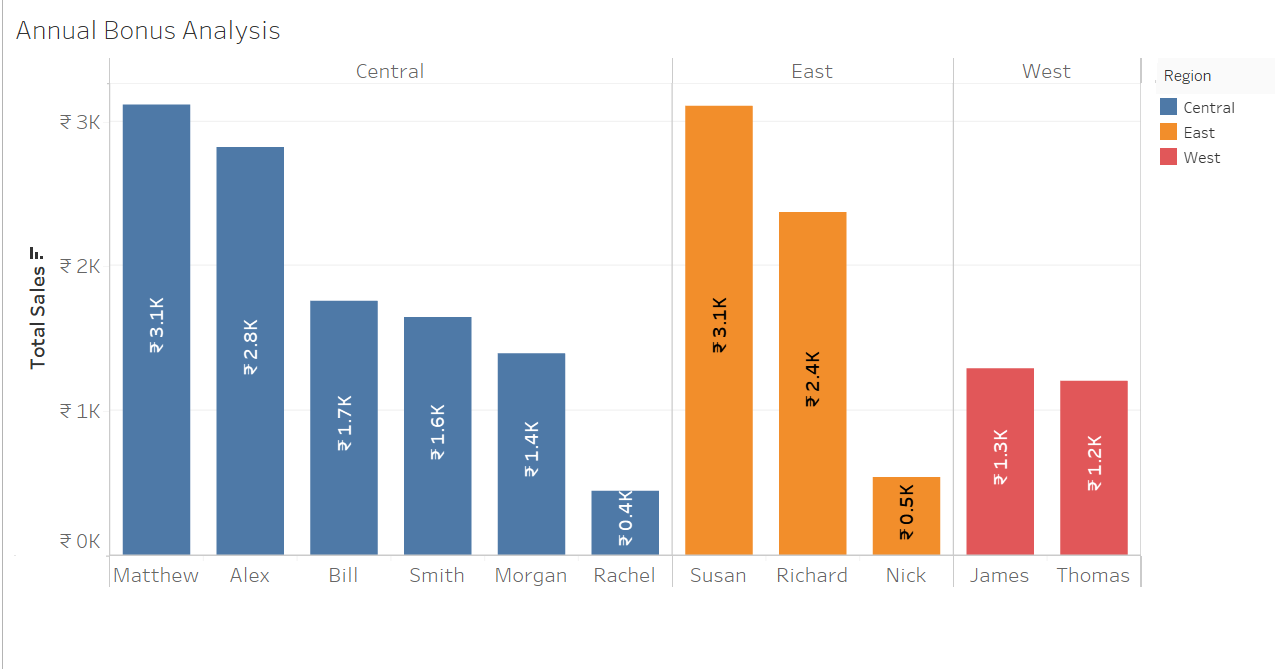 Annual Bonus Analysis
Central East West
Region
Central
East
West
Total Sales
₹ 3K
₹ 2K
₹ 1K
₹ 0K
₹ 3.1K ₹ 2.8K ₹ 1.7K ₹ 1.6K ₹ 1.4K ₹ 0.4K ₹ 3.1K ₹ 2.4K ₹ 0.5K ₹ 1.3K ₹ 1.2K
Matthew Alex Bill Smith Morgan Rachel Susan Richard Nick James Thomas